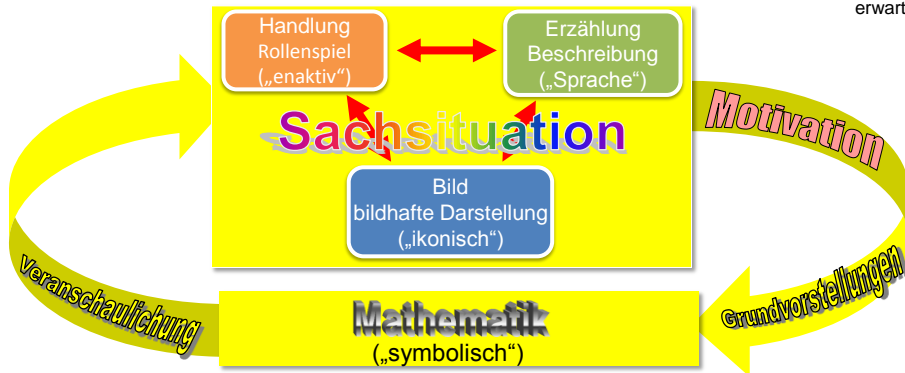 erwart
Handlung
Rollenspiel
(„enaktiv“)
Erzählung
Beschreibung
(„Sprache“)
Sachsituation
Motivation
Bild
bildhafte Darstellung
(„ikonisch“)
Veranschaulichung
Grundvorstellungen
Mathematik
(„symbolisch“)